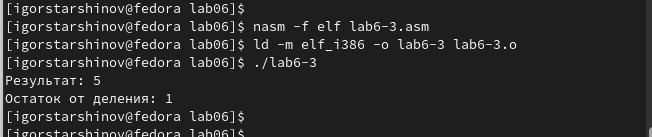 [igorstarshinov@fedora lab06]$
[igorstarshinov@fedora lab06]$ nasm -f elf lab6-3.asm
[igorstarshinov@fedora lab06]$ ld -m elf_i386 -o lab6-3 lab6-3.o
[igorstarshinov@fedora lab06]$ ./lab6-3
Результат: 5
Остаток от деления: 1
[igorstarshinov@fedora lab06]$
[igorstarshinov@fedora lab06]$